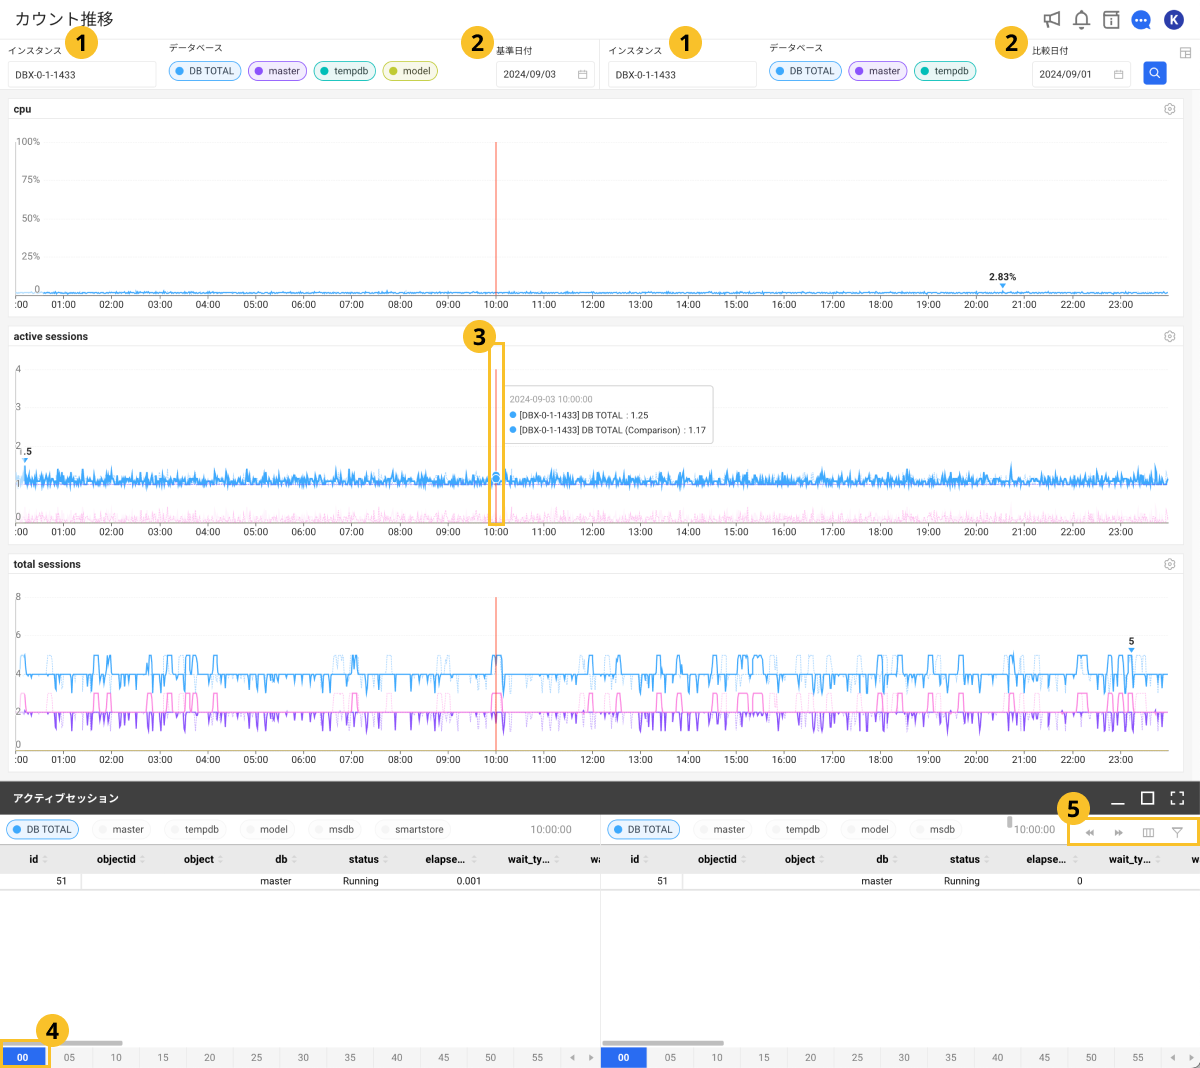 カウント推移
K
1
2
1
2
インスタンス
データベース
基準日付
インスタンス
データベース
比較日付
DBX-0-1-1433
DB TOTAL
master
tempdb
model
2024/09/03
DBX-0-1-1433
DB TOTAL
master
tempdb
2024/09/01
cpu
100%
75%
50%
25%
0
2.83%
:00 01:00 02:00 03:00 04:00 05:00 06:00 07:00 08:00 09:00 10:00 11:00 12:00 13:00 14:00 15:00 16:00 17:00 18:00 19:00 20:00 21:00 22:00 23:00
3
active sessions
4
3
2
1
0
.5
2024-09-03 10:00:00
[DBX-0-1-1433] DB TOTAL : 1.25
[DBX-0-1-1433] DB TOTAL (Comparison) : 1.17
:00 01:00 02:00 03:00 04:00 05:00 06:00 07:00 08:00 09:00 10:00 11:00 12:00 13:00 14:00 15:00 16:00 17:00 18:00 19:00 20:00 21:00 22:00 23:00
total sessions
8
6
4
2
0
5
:00 01:00 02:00 03:00 04:00 05:00 06:00 07:00 08:00 09:00 10:00 11:00 12:00 13:00 14:00 15:00 16:00 17:00 18:00 19:00 20:00 21:00 22:00 23:00
アクティブセッション
5
DB TOTAL master tempdb model msdb smartstore 10:00:00
DB TOTAL master tempdb model msdb 10:00:00
id objectid object db status elapse... wait_ty... wa
id objectid object db status elapse... wait_ty... w
51 master Running 0.001
51 master Running 0
4
00 05 10 15 20 25 30 35 40 45 50 55
00 05 10 15 20 25 30 35 40 45 50 55